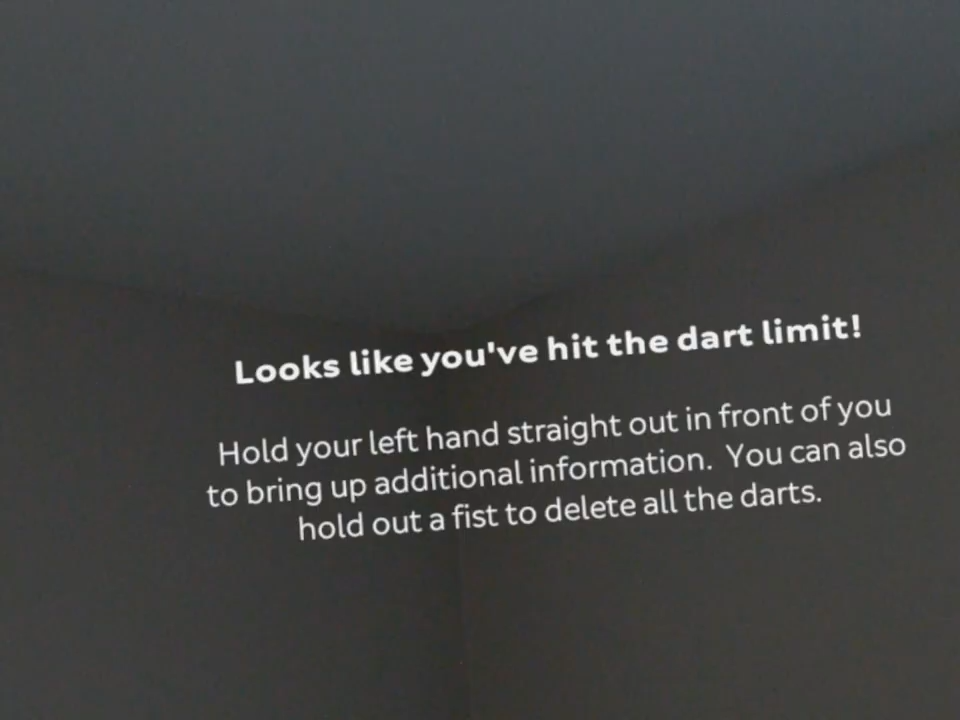 Looks like you've hit the dart limit!
Hold your left hand straight out in front of you
to bring up additional information.  You can also
hold out a fist to delete all the darts.